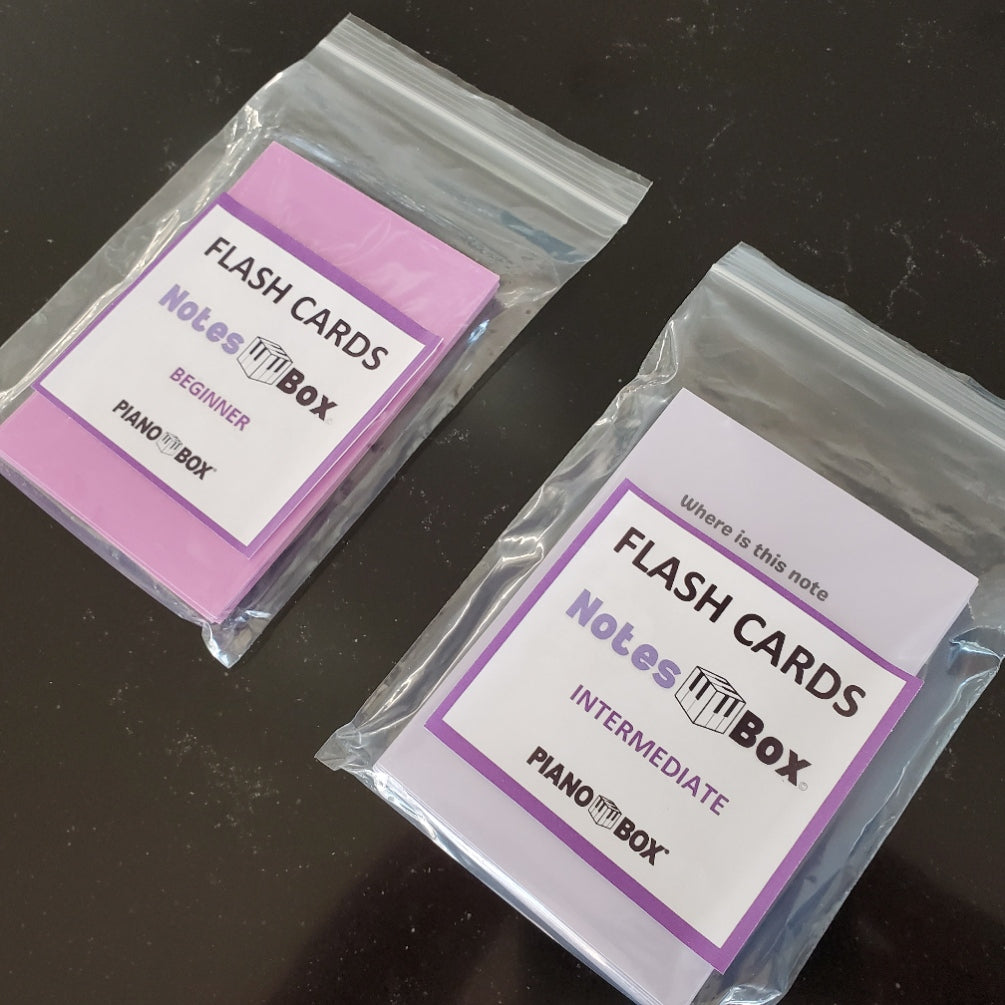 FLASH CARDS
Notes Box
BEGINNER
PIANO BOX
Where is this note
FLASH CARDS
Notes Box ©
INTERMEDIATE
PIANO BOX